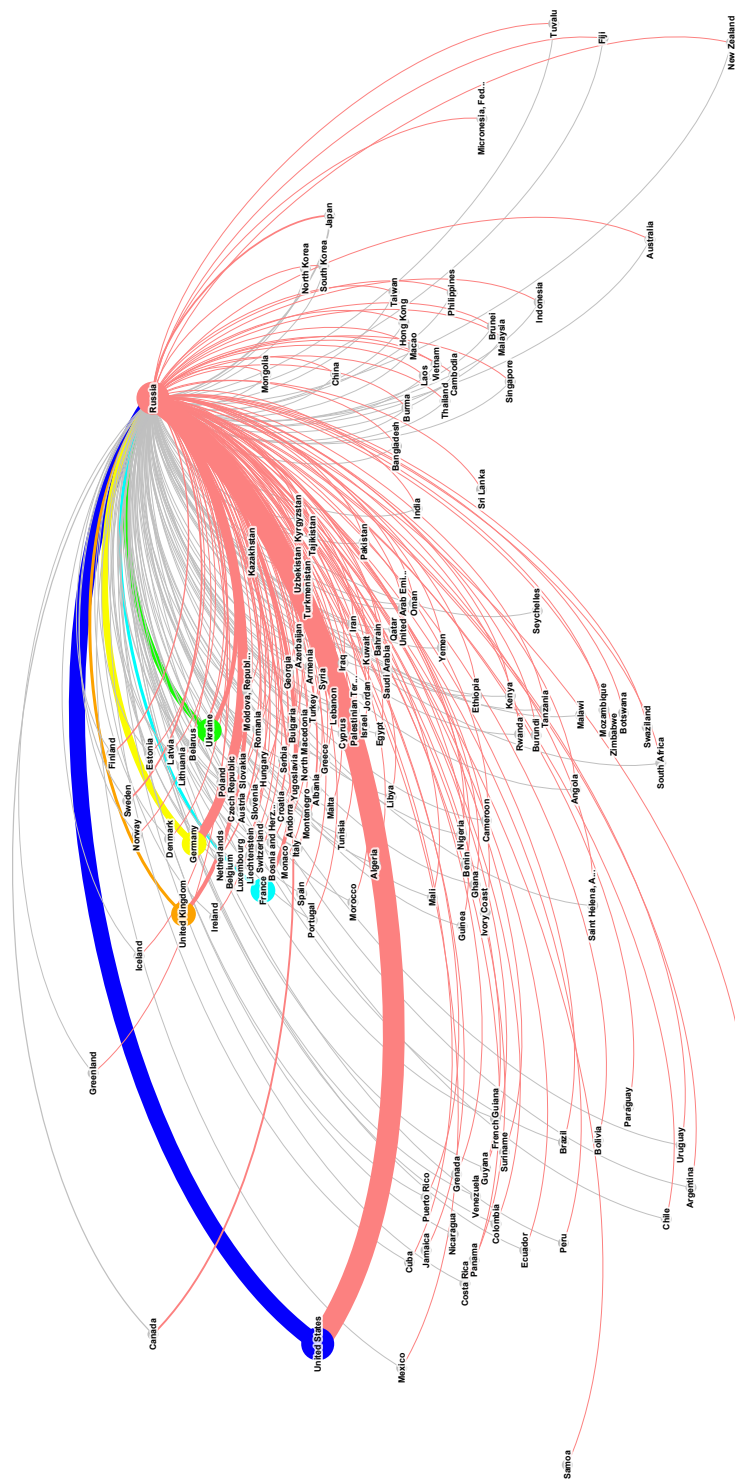 Tuvalu
Fiji
New Zealand
Micronesia, Fed...
Japan
Australia
North Korea
South Korea
Taiwan
Philippines
Indonesia
Hong Kong
Macao
Brunei
Malaysia
Mongolia
China
Laos
Vietnam
Cambodia
Thailand
Singapore
Burma
Russia
Bangladesh
Sri Lanka
India
Kyrgyzstan
Tajikistan
Kazakhstan
Uzbekistan
Turkmenistan
Pakistan
Azerbaijan
Iran
United Arab Emi...
Oman
Seychelles
Georgia
Armenia
Iraq
Kuwait
Bahrain
Qatar
Saudi Arabia
Yemen
Moldova, Republ...
Syria
Turkey
Lebanon
Cyprus
Palestinian Ter...
Jordan
Israel
Egypt
Ethiopia
Kenya
Rwanda
Burundi
Tanzania
Malawi
Mozambique
Zimbabwe
Botswana
Swaziland
South Africa
Finland
Estonia
Latvia
Lithuania
Belarus
Ukraine
Romania
Bulgaria
North Macedonia
Greece
Serbia
Sweden
Norway
Poland
Czech Republic
Slovakia
Austria
Hungary
Slovenia
Croatia
Yugoslavia
Montenegro
Albania
Malta
Libya
Angola
Denmark
Germany
Netherlands
Belgium
Luxembourg
Liechtenstein
Switzerland
France
Bosnia and Herz...
Monaco
Andorra
Italy
Tunisia
Algeria
Cameroon
Nigeria
Benin
Ghana
Ivory Coast
Mali
Guinea
Saint Helena, A...
United Kingdom
Ireland
Spain
Portugal
Morocco
Iceland
Greenland
French Guiana
Suriname
Guyana
Brazil
Bolivia
Paraguay
Uruguay
Argentina
Chile
Puerto Rico
Grenada
Venezuela
Colombia
Nicaragua
Jamaica
Cuba
Costa Rica
Panama
Ecuador
Peru
Canada
United States
Mexico
Samoa